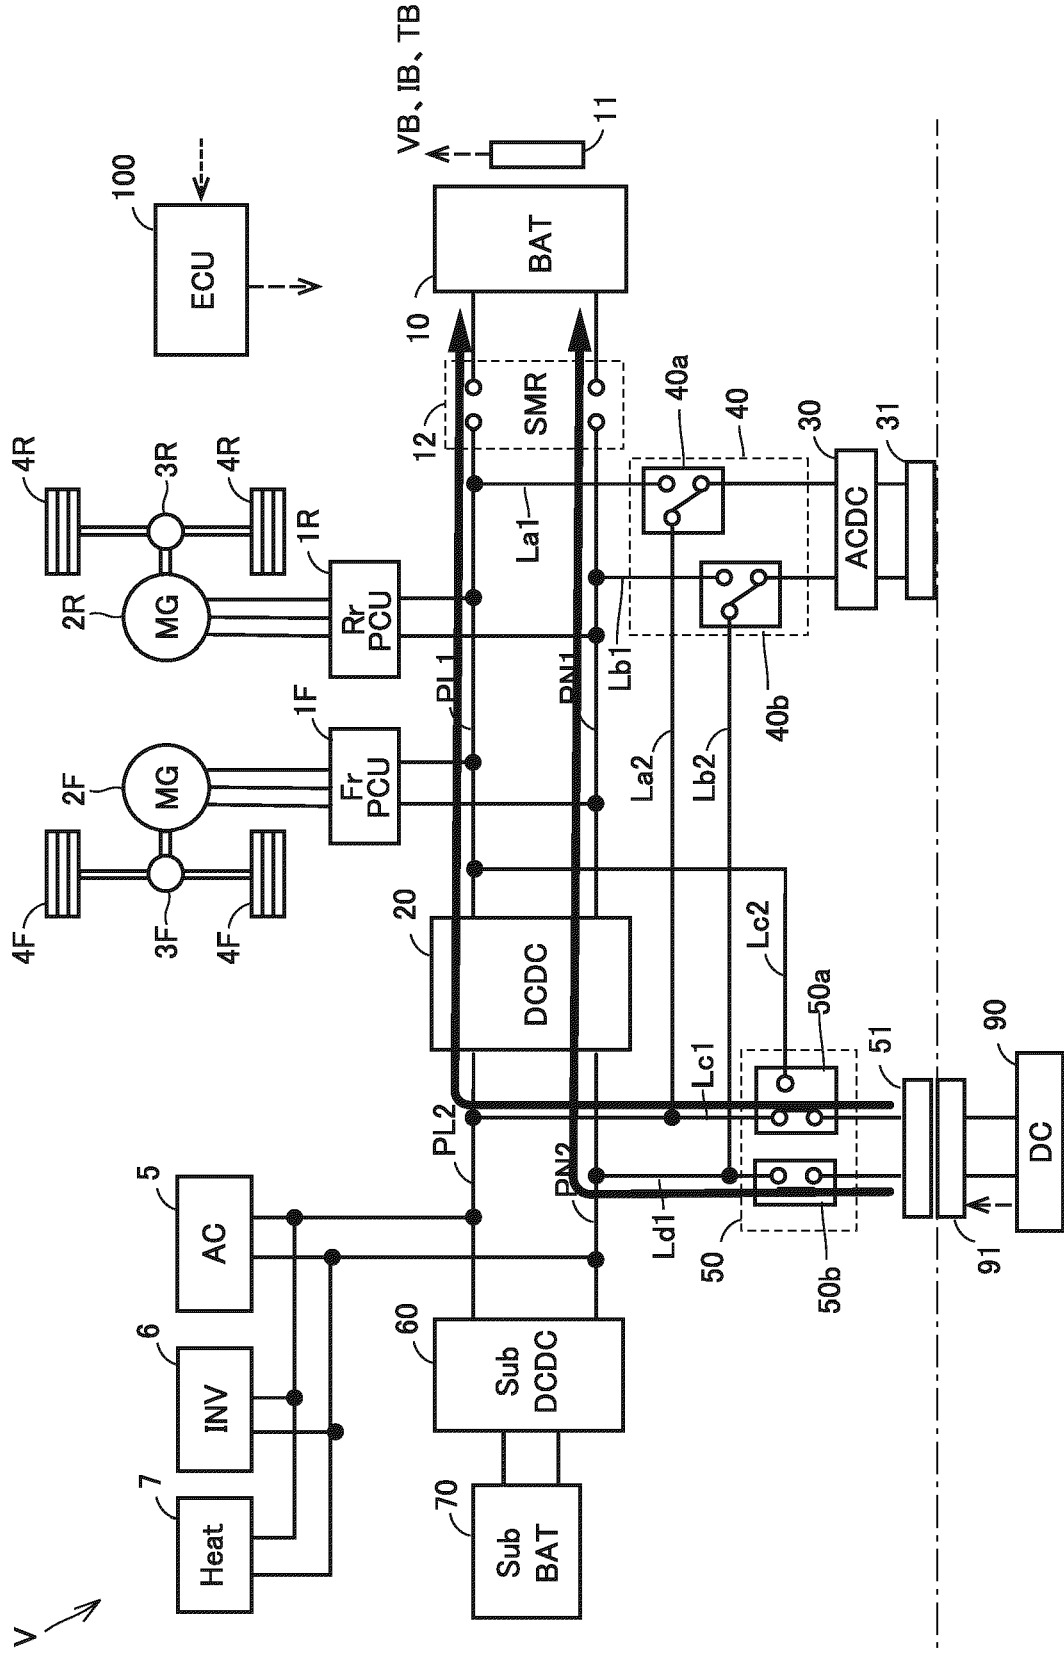 V
7
Heat
6
INV
5
AC
4F
4F
3F
2F
MG
1F
Fr
PCU
4R
4R
3R
2R
MG
1R
Rr
PCU
100
ECU
VB、IB、TB
11
10
BAT
12
SMR
PL1
PN1
20
DCDC
PL2
PN2
60
Sub
DCDC
70
Sub
BAT
La1
Lb1
La2
Lb2
40a
40
40b
30
ACDC
31
Lc2
Lc1
Ld1
50a
50
50b
51
91
90
DC